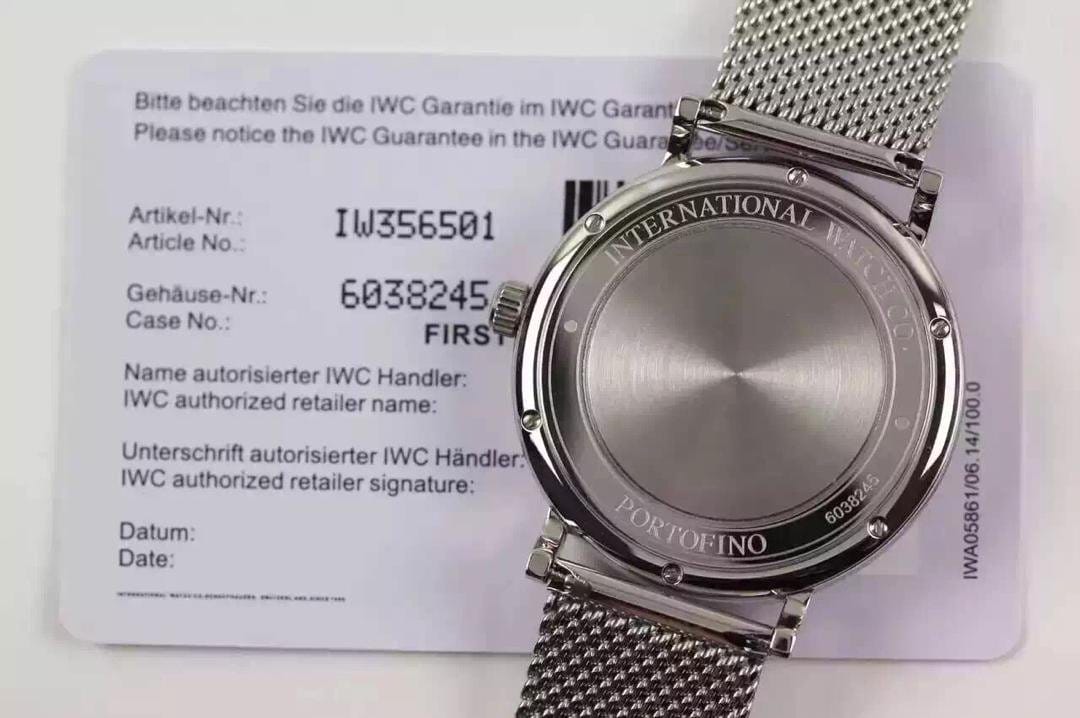 Bitte beachten Sie die IWC Garantie im IWC Garant
Please notice the IWC Guarantee in the IWC Guarantee/Ser
Artikel-Nr.:
IW356501
Article No.:
Gehäuse-Nr.:
6038245
Case No.:
FIRST
Name autorisierter IWC Handler:
IWC authorized retailer name:
Unterschrift autorisierter IWC Händler:
IWC authorized retailer signature:
Datum:
Date:
IWA05861/06.14/100.0
INTERNATIONAL WATCH CO.
6038245
PORTOFINO